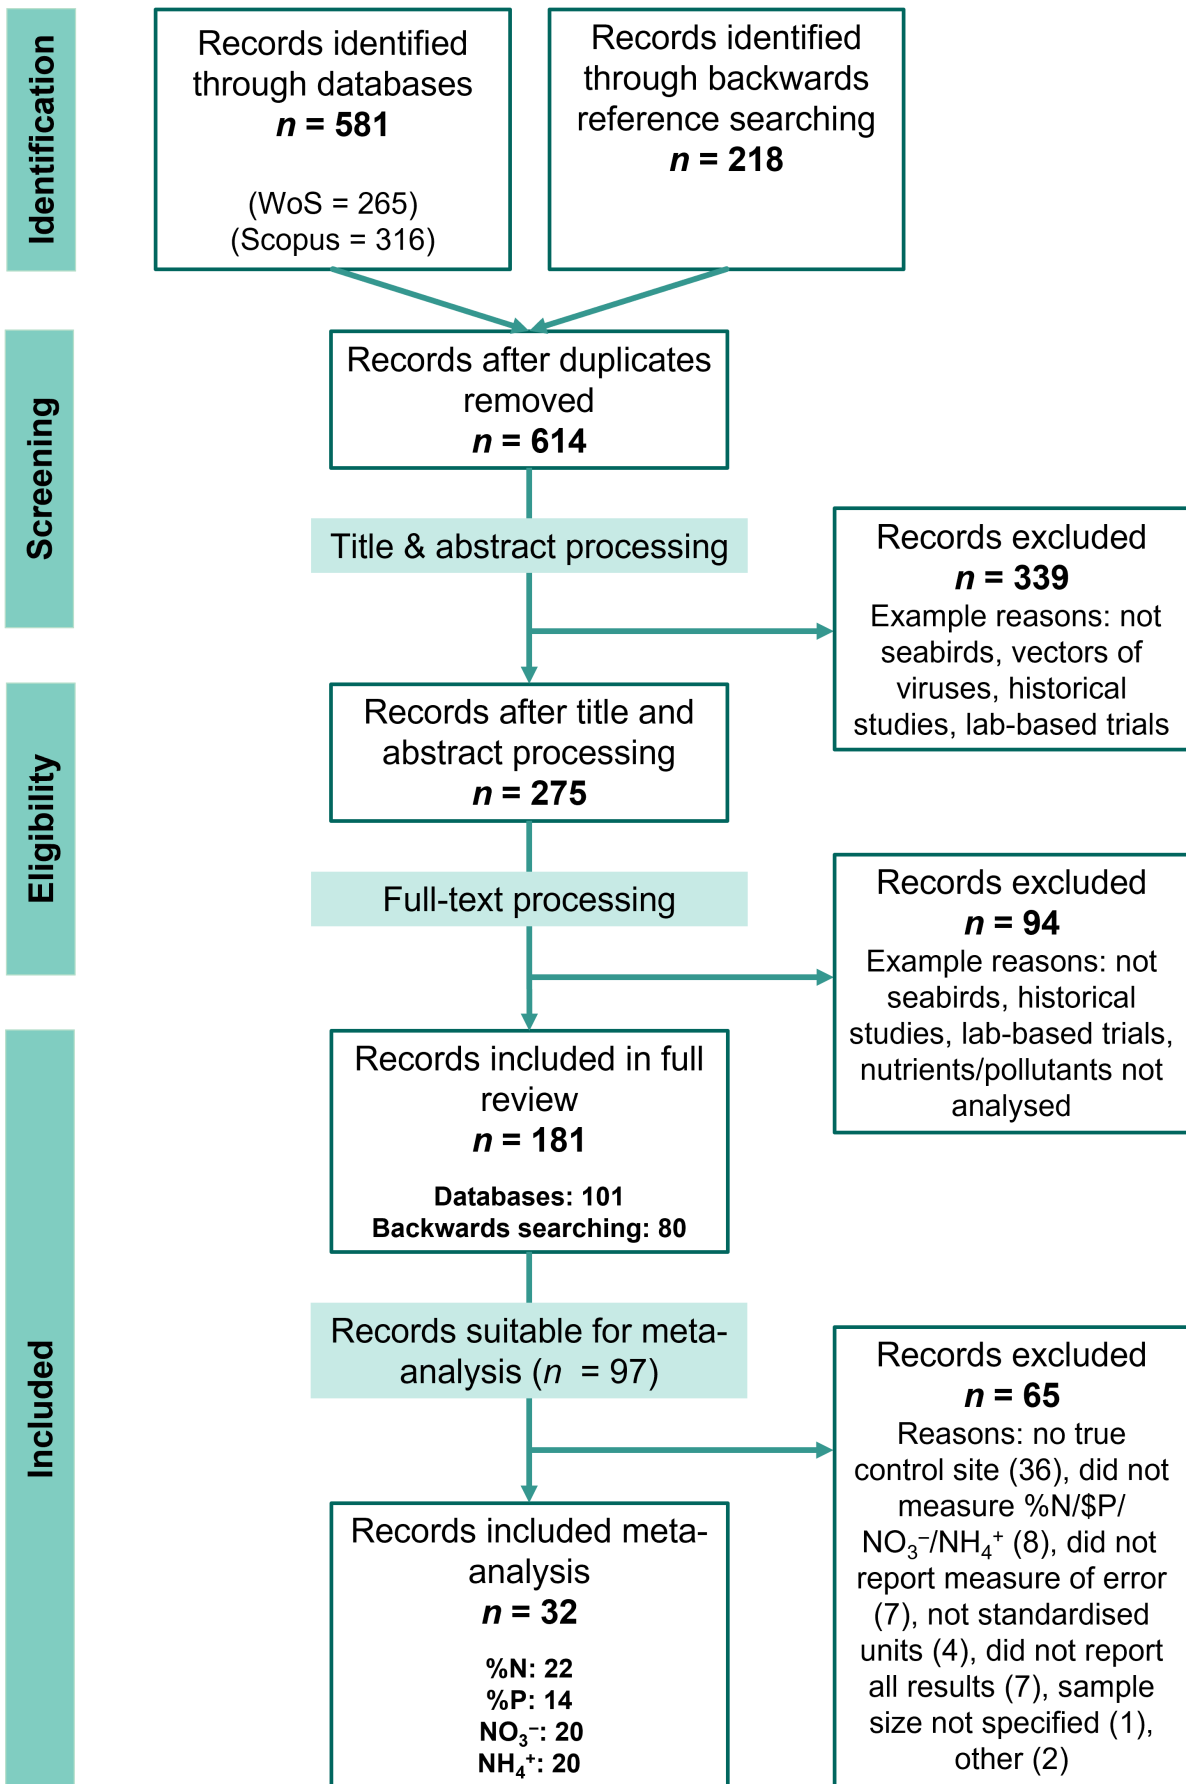 Identification
Records identified
through databases
n = 581
(WoS = 265)
(Scopus = 316)
Records identified
through backwards
reference searching
n = 218
Screening
Records after duplicates
removed
n = 614
Title & abstract processing
Records excluded
n = 339
Example reasons: not
seabirds, vectors of
viruses, historical
studies, lab-based trials
Eligibility
Records after title and
abstract processing
n = 275
Full-text processing
Records excluded
n = 94
Example reasons: not
seabirds, historical
studies, lab-based trials,
nutrients/pollutants not
analysed
Included
Records included in full
review
n = 181
Databases: 101
Backwards searching: 80
Records suitable for meta-
analysis (n = 97)
Records excluded
n = 65
Reasons: no true
control site (36), did not
measure %N/$P/
NO₃⁻/NH₄⁺ (8), did not
report measure of error
(7), not standardised
units (4), did not report
all results (7), sample
size not specified (1),
other (2)
Records included meta-
analysis
n = 32
%N: 22
%P: 14
NO₃⁻: 20
NH₄⁺: 20